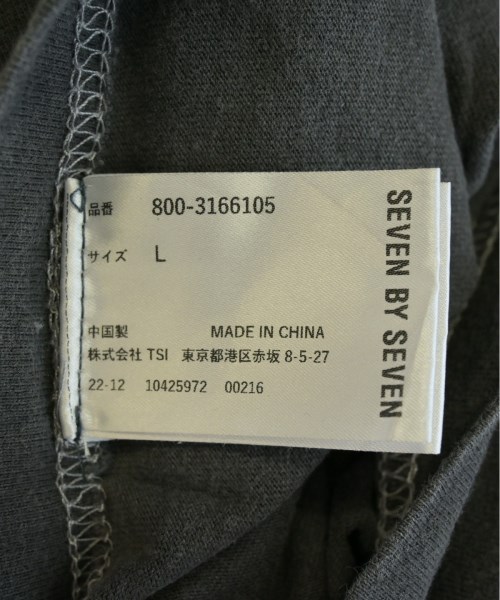 品番 800-3166105
サイズ L
中国製 MADE IN CHINA
株式会社 TSI 東京都港区赤坂 8-5-27
22-12 10425972 00216
SEVEN BY SEVEN